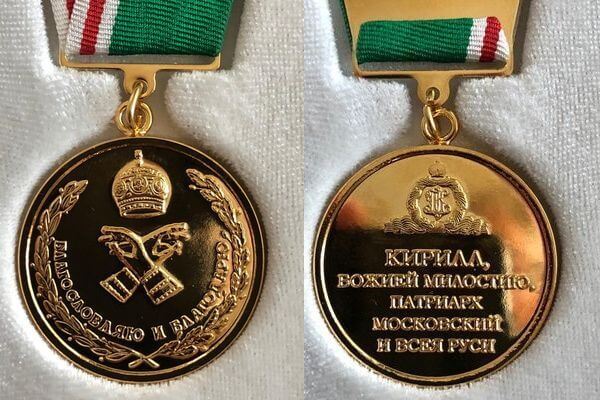 БЛАГОСЛОВЛЯЮ И БЛАГОДАРЮ
КИРИЛЛ,
БОЖИЕЙ МИЛОСТИЮ,
ПАТРИАРХ
МОСКОВСКИЙ
И ВСЕЯ РУСИ